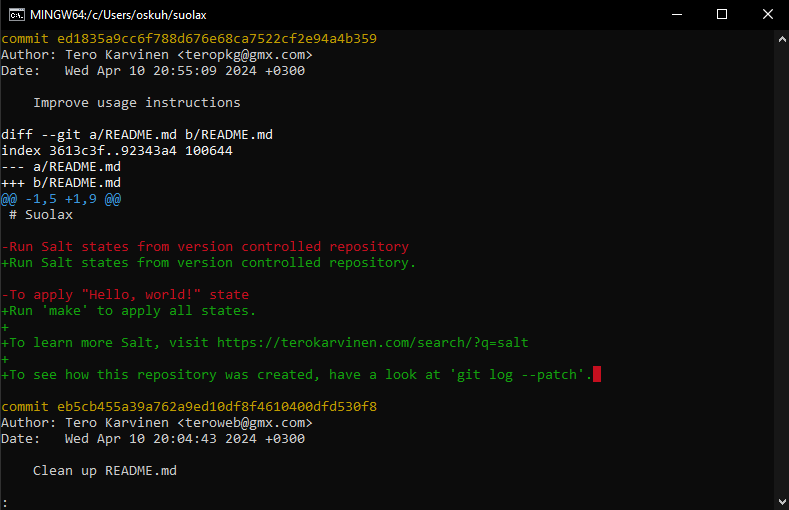 MINGW64:/c/Users/oskuh/suolax
commit ed1835a9cc6f788d676e68ca7522cf2e94a4b359
Author: Tero Karvinen <teropkg@gmx.com>
Date:   Wed Apr 10 20:55:09 2024 +0300
    Improve usage instructions
diff --git a/README.md b/README.md
index 3613c3f..92343a4 100644
--- a/README.md
+++ b/README.md
@@ -1,5 +1,9 @@
 # Suolax
-Run Salt states from version controlled repository
+Run Salt states from version controlled repository.
-To apply "Hello, world!" state
+Run 'make' to apply all states.
+
+To learn more Salt, visit https://terokarvinen.com/search/?q=salt
+
+To see how this repository was created, have a look at 'git log --patch'.
commit eb5cb455a39a762a9ed10df8f4610400dfd530f8
Author: Tero Karvinen <teroweb@gmx.com>
Date:   Wed Apr 10 20:04:43 2024 +0300
    Clean up README.md
: